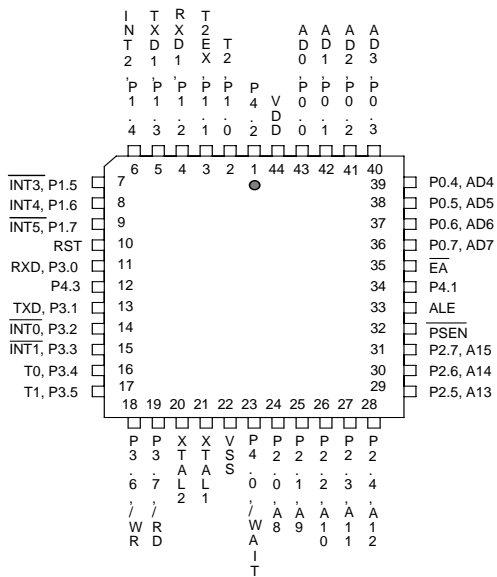 INT2,P1.4
TXD1,P1.3
RXD1,P1.2
T2EX,P1.1
T2,P1.0
P4.2
VDD
AD0,P0.0
AD1,P0.1
AD2,P0.2
AD3,P0.3
6 5 4 3 2 1 44 43 42 41 40
INT3, P1.5 7 39 P0.4, AD4
INT4, P1.6 8 38 P0.5, AD5
INT5, P1.7 9 37 P0.6, AD6
RST 10 36 P0.7, AD7
RXD, P3.0 11 35 EA
P4.3 12 34 P4.1
TXD, P3.1 13 33 ALE
INT0, P3.2 14 32 PSEN
INT1, P3.3 15 31 P2.7, A15
T0, P3.4 16 30 P2.6, A14
T1, P3.5 17 29 P2.5, A13
18 19 20 21 22 23 24 25 26 27 28
P3.6,/WR
P3.7,/RD
XTAL2
XTAL1
VSS
P4.0,/WAIT
P2.0,A8
P2.1,A9
P2.2,A10
P2.3,A11
P2.4,A12